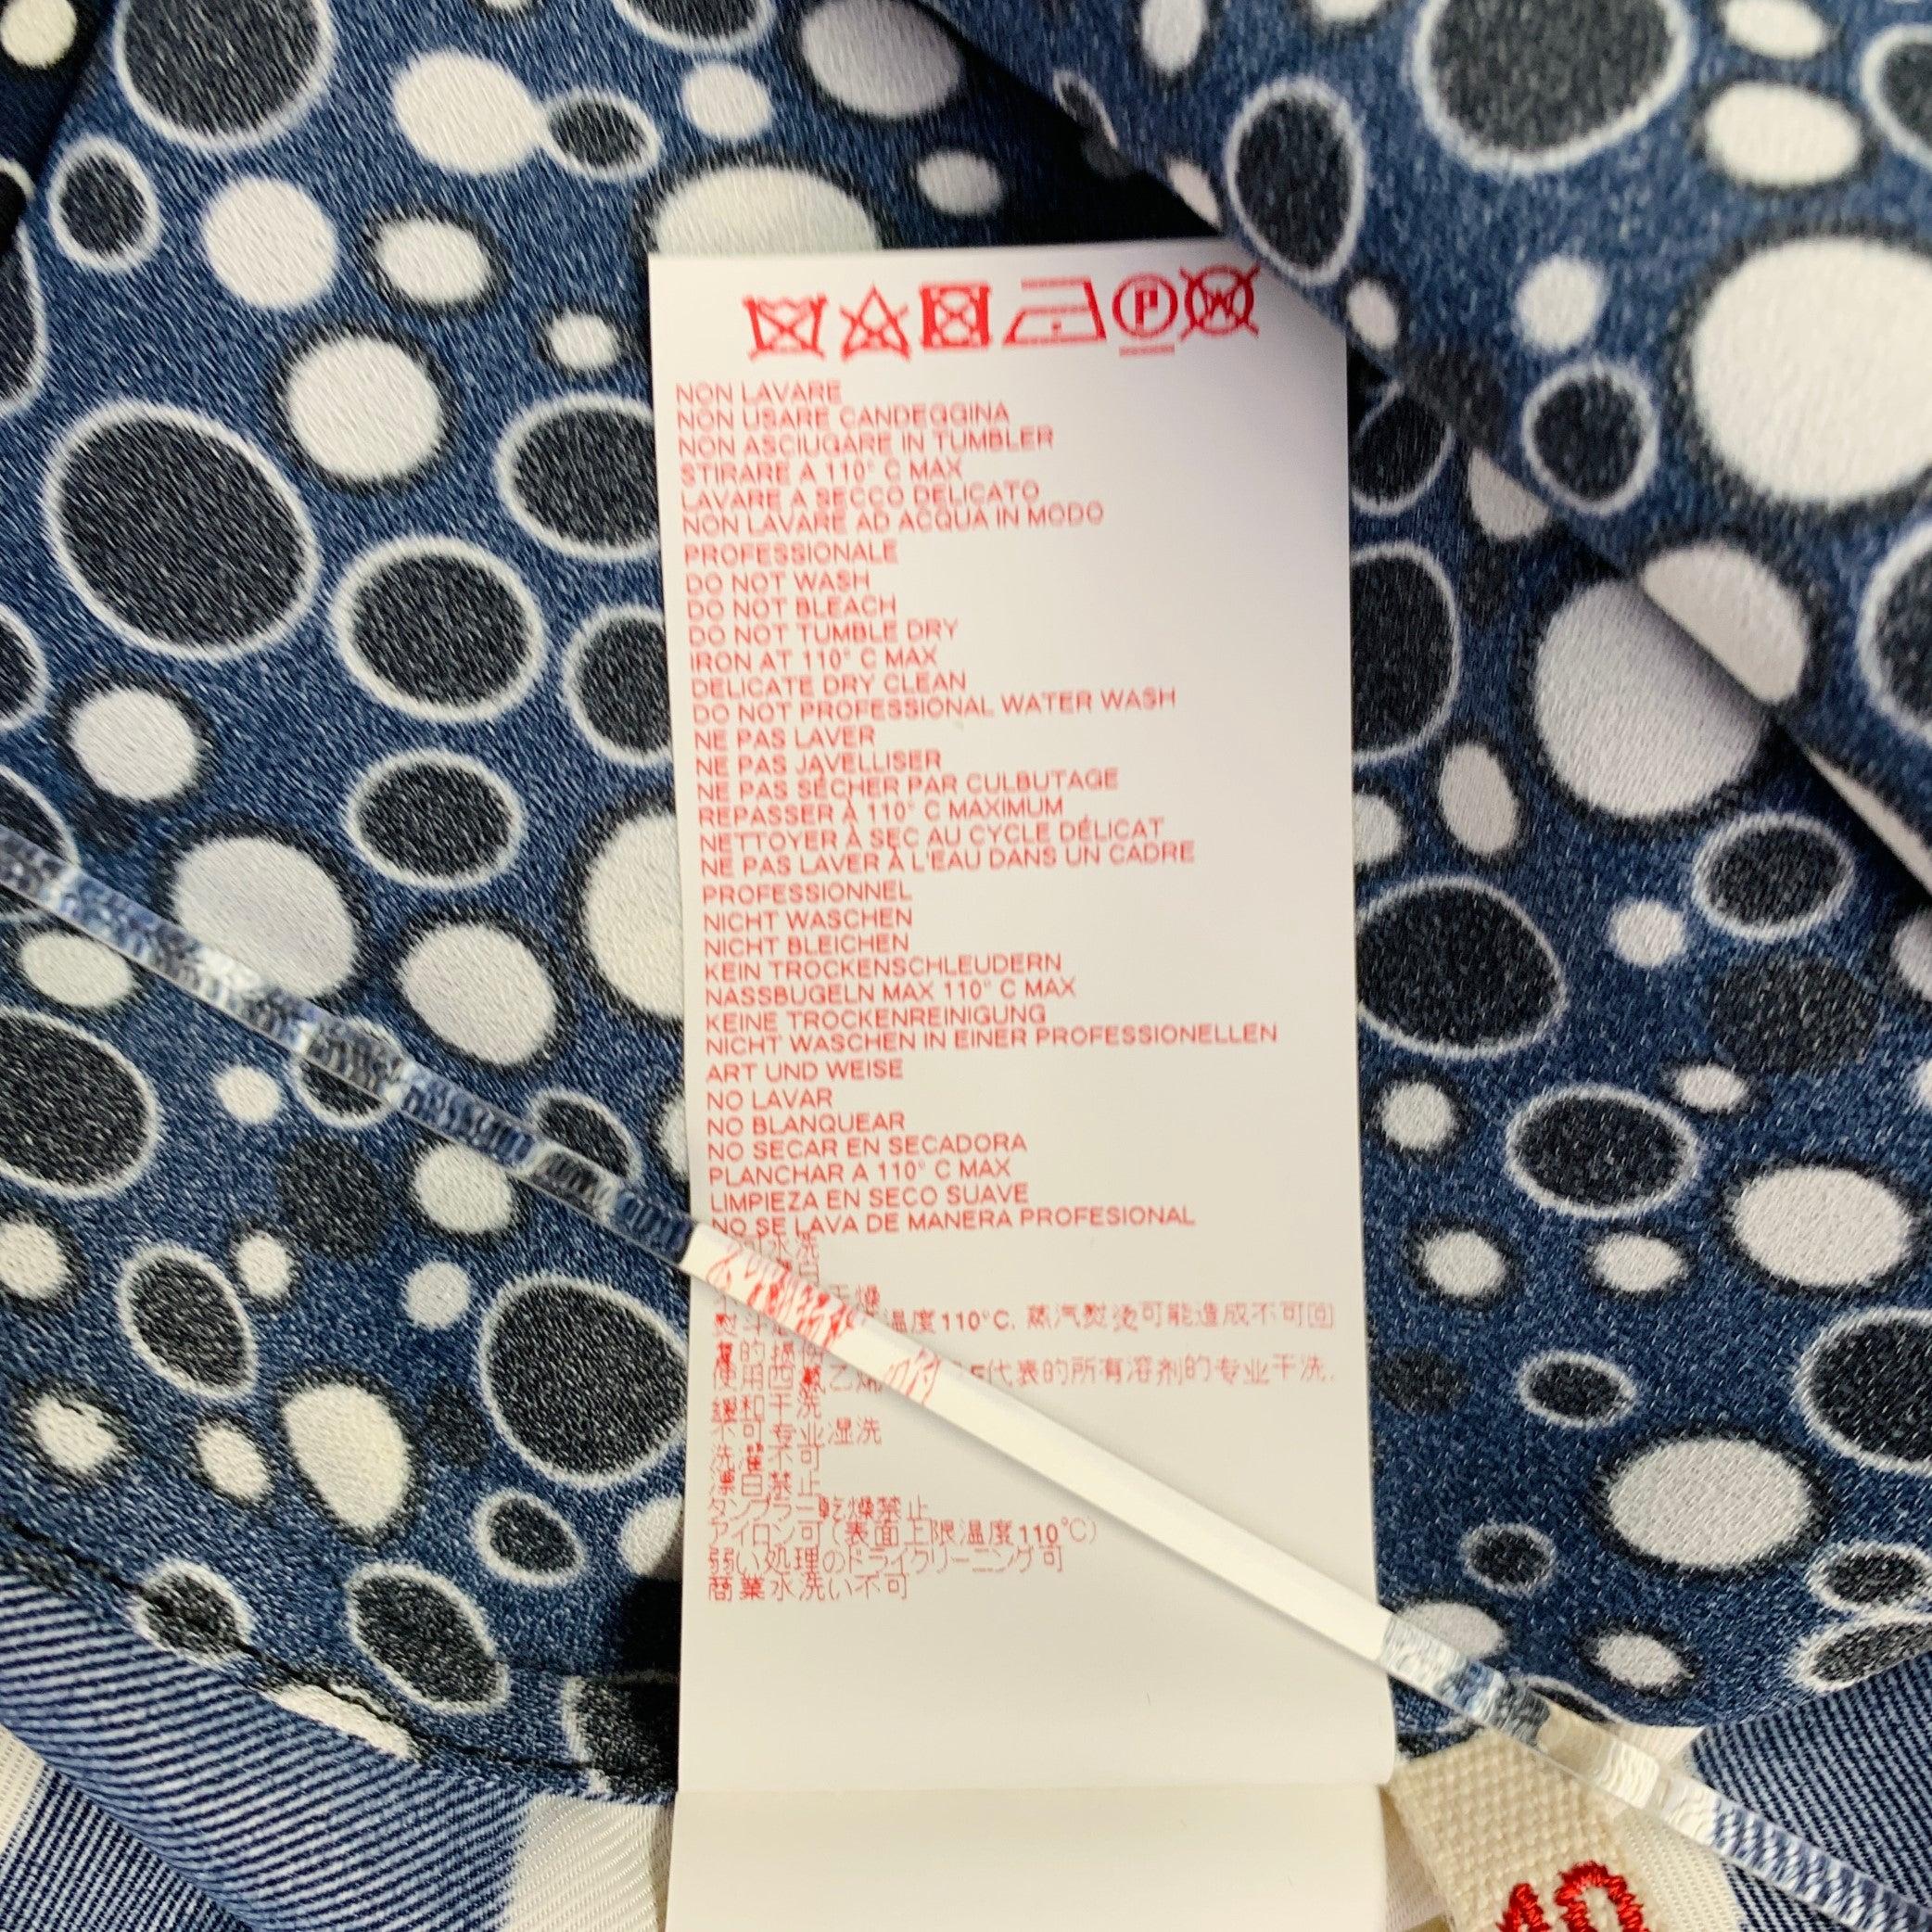 NON LAVARE
NON USARE CANDEGGINA
NON ASCIUGARE IN TUMBLER
STIRARE A 110° C MAX
LAVARE A SECCO DELICATO
NON LAVARE AD ACQUA IN MODO
PROFESSIONALE
DO NOT WASH
DO NOT BLEACH
DO NOT TUMBLE DRY
IRON AT 110° C MAX
DELICATE DRY CLEAN
DO NOT PROFESSIONAL WATER WASH
NE PAS LAVER
NE PAS JAVELLISER
NE PAS SÉCHER PAR CULBUTAGE
REPASSER À 110° C MAXIMUM
NETTOYER À SEC AU CYCLE DÉLICAT
NE PAS LAVER À L'EAU DANS UN CADRE
PROFESSIONNEL
NICHT WASCHEN
NICHT BLEICHEN
KEIN TROCKENSCHLEUDERN
NASSBUGELN MAX 110° C MAX
KEINE TROCKENREINIGUNG
NICHT WASCHEN IN EINER PROFESSIONELLEN
ART UND WEISE
NO LAVAR
NO BLANQUEAR
NO SECAR EN SECADORA
PLANCHAR A 110° C MAX
LIMPIEZA EN SECO SUAVE
NO SE LAVA DE MANERA PROFESIONAL
水洗
干燥
温度110°C. 蒸汽熨烫可能造成不可回
的损
使用四氯乙烯 代表的所有溶剂的专业干洗.
缓和干洗
不可专业湿洗
洗濯不可
漂白禁止
タンブラー乾燥禁止
アイロン可(表面上限温度110℃)
弱い処理のドライクリーニング可
商業水洗い不可
40